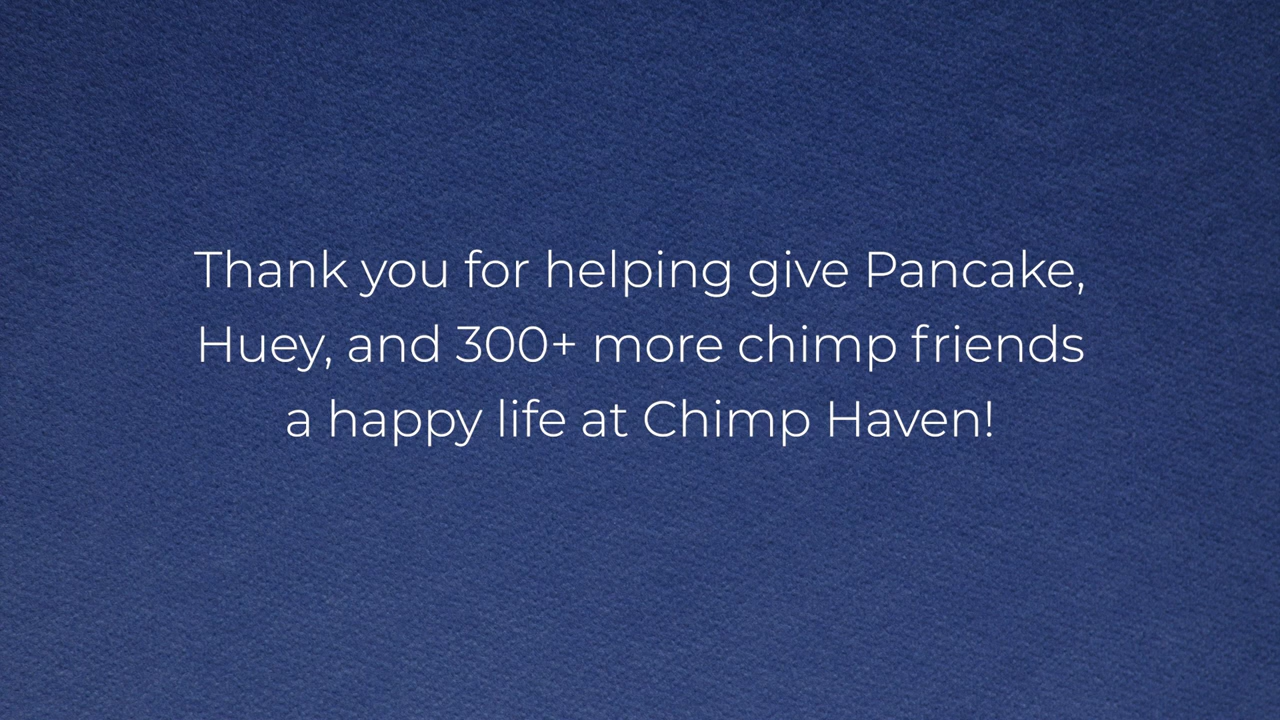 Thank you for helping give Pancake,
Huey, and 300+ more chimp friends
a happy life at Chimp Haven!